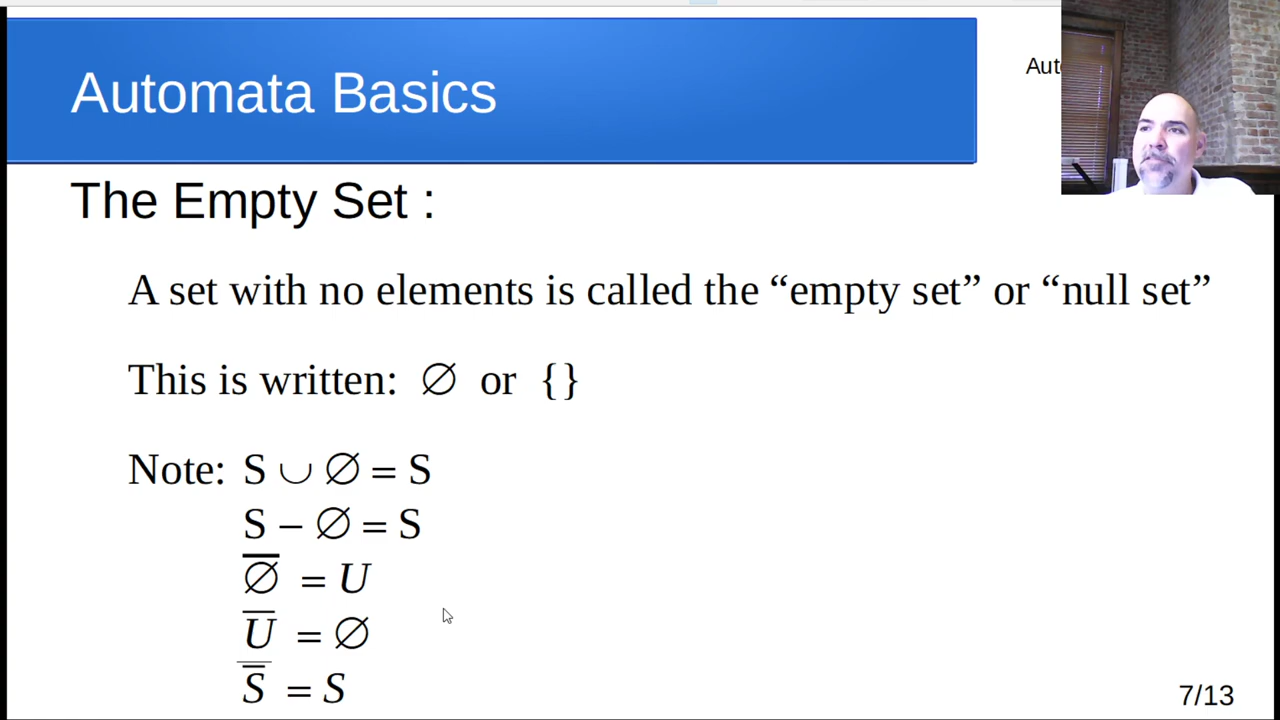 Automata Basics
Aut
The Empty Set :
A set with no elements is called the “empty set” or “null set”
This is written: ∅ or {}
Note: S ∪ ∅ = S
S − ∅ = S
∅̅ = U
U̅ = ∅
S̿ = S
7/13